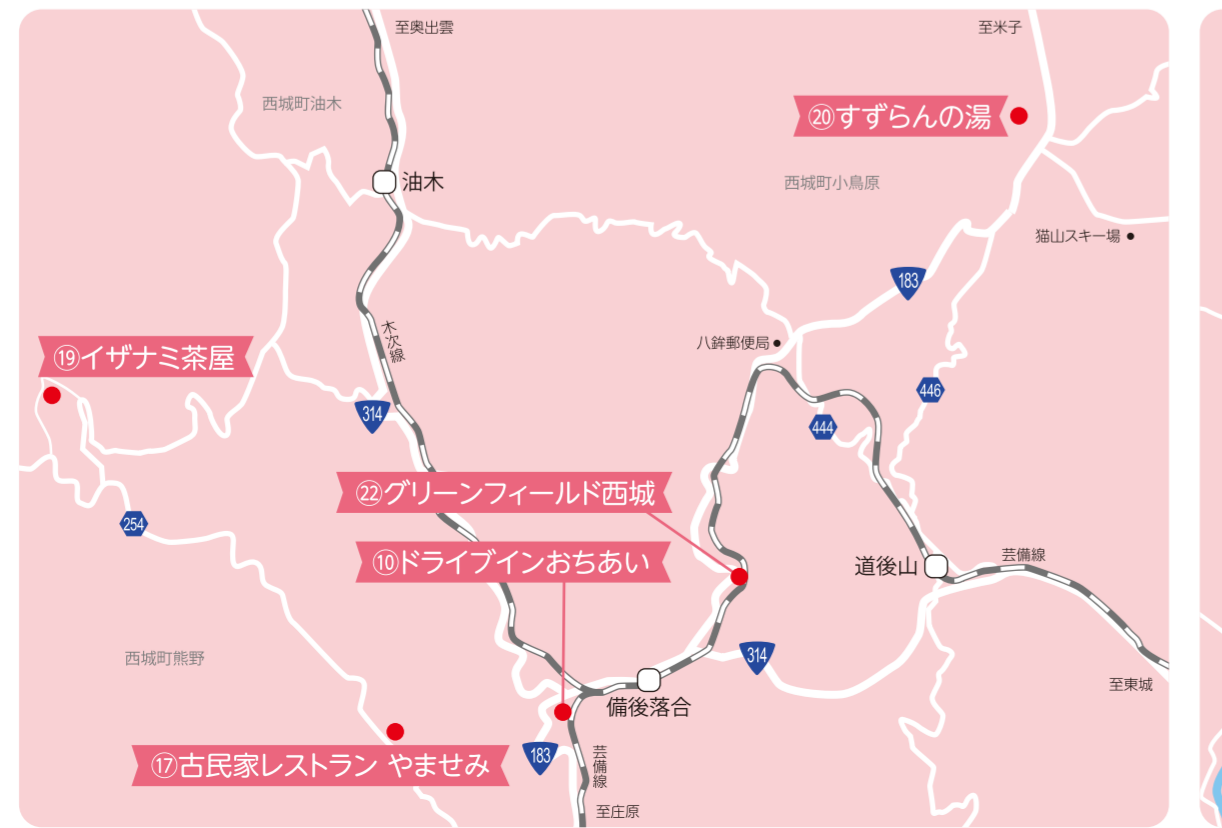 至奥出雲
至米子
西城町油木
⑳すずらんの湯
油木
西城町小鳥原
猫山スキー場
183
木次線
八鉾郵便局
⑲イザナミ茶屋
446
314
444
㉒グリーンフィールド西城
254
⑩ドライブインおちあい
道後山
芸備線
西城町熊野
314
至東城
備後落合
183
⑰古民家レストラン やませみ
芸備線
至庄原